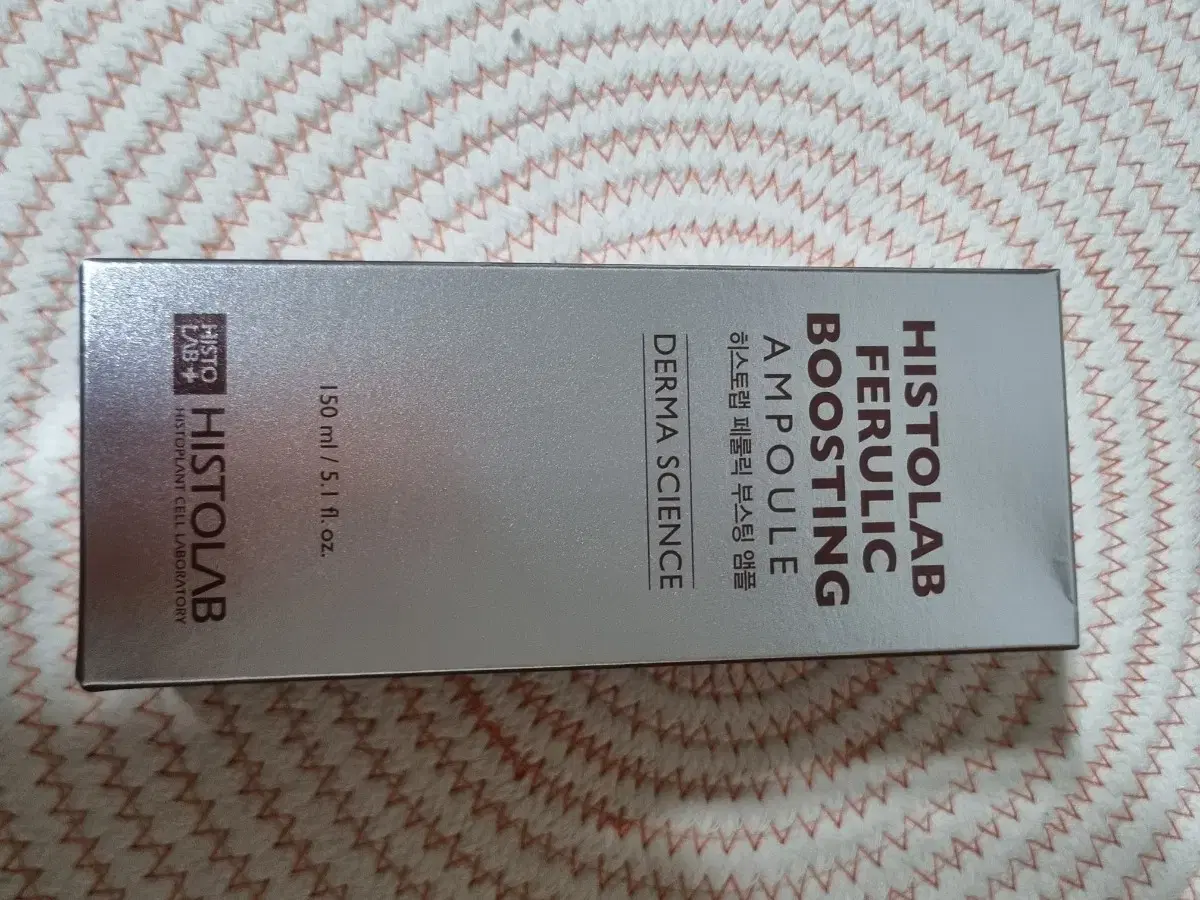 HISTOLAB
FERULIC
BOOSTING
AMPOULE
히스토랩 페룰릭 부스팅 앰플
DERMA SCIENCE
150 ml / 5.1 fl. oz.
HISTO
LAB+
HISTOLAB
HISTOPLANT CELL LABORATORY